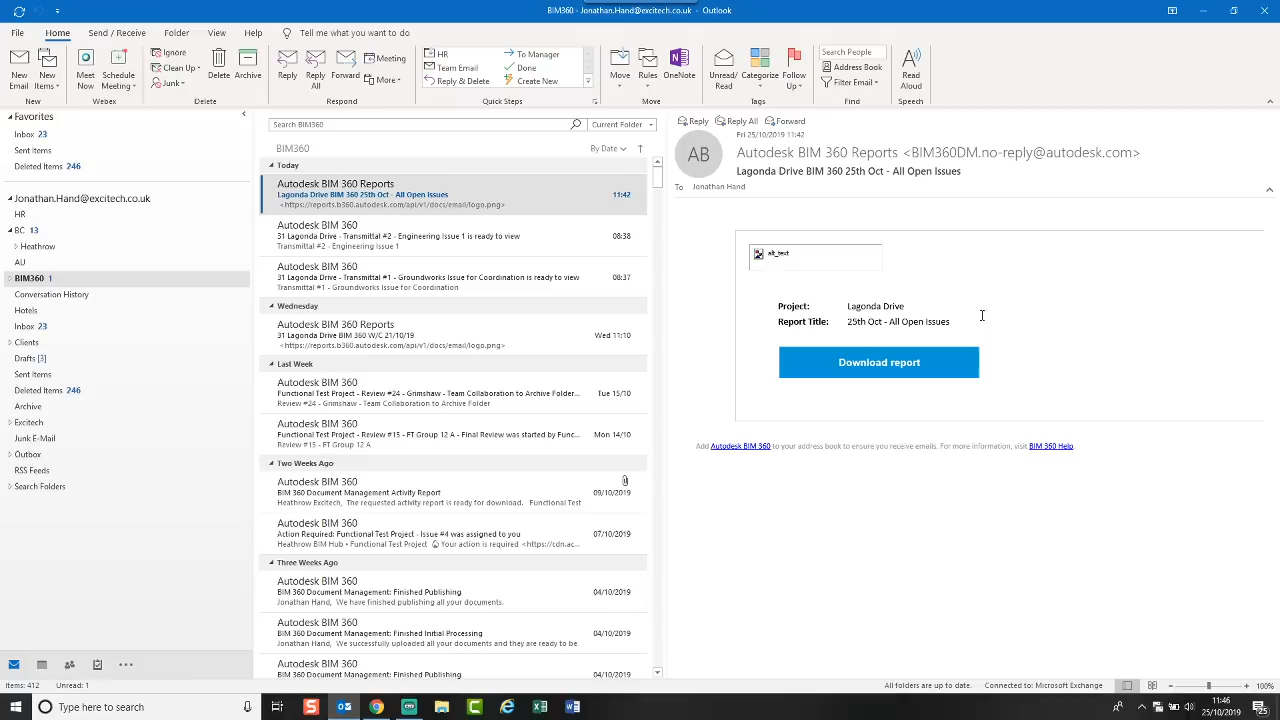 BIM360 - Jonathan.Hand@excitech.co.uk - Outlook
File Home Send / Receive Folder View Help Tell me what you want to do
New Email
New Items
New
Meet Now
Schedule Meeting
Webex
Ignore
Clean Up
Junk
Delete
Archive
Delete
Reply
Reply All
Forward
Meeting
More
Respond
HR
Team Email
Reply & Delete
To Manager
Done
Create New
Quick Steps
Move
Rules
OneNote
Move
Unread/ Read
Categorize
Follow Up
Tags
Search People
Address Book
Filter Email
Find
Read Aloud
Speech
Favorites
Inbox 23
Sent Items
Deleted Items 246
Jonathan.Hand@excitech.co.uk
HR
BC 13
Heathrow
AU
BIM360 1
Conversation History
Hotels
Inbox 23
Clients
Drafts [3]
Sent Items
Deleted Items 246
Archive
Excitech
Junk E-Mail
Outbox
RSS Feeds
Search Folders
Search BIM360
Current Folder
BIM360
By Date
Today
Autodesk BIM 360 Reports
Lagonda Drive BIM 360 25th Oct - All Open Issues 11:42
<https://reports.b360.autodesk.com/api/v1/docs/email/logo.png>
Autodesk BIM 360
31 Lagonda Drive - Transmittal #2 - Engineering Issue 1 is ready to view 08:38
Transmittal #2 - Engineering Issue 1
Autodesk BIM 360
31 Lagonda Drive - Transmittal #1 - Groundworks Issue for Coordination is ready to view 08:37
Transmittal #1 - Groundworks Issue for Coordination
Wednesday
Autodesk BIM 360 Reports
31 Lagonda Drive BIM 360 W/C 21/10/19 Wed 11:10
<https://reports.b360.autodesk.com/api/v1/docs/email/logo.png>
Last Week
Autodesk BIM 360
Functional Test Project - Review #24 - Grimshaw - Team Collaboration to Archive Folder... Tue 15/10
Review #24 - Grimshaw - Team Collaboration to Archive Folder
Autodesk BIM 360
Functional Test Project - Review #15 - FT Group 12 A - Final Review was started by Func... Mon 14/10
Review #15 - FT Group 12 A
Two Weeks Ago
Autodesk BIM 360
BIM 360 Document Management Activity Report 09/10/2019
Heathrow Excitech, The requested activity report is ready for download. Functional Test
Autodesk BIM 360
Action Required: Functional Test Project - Issue #4 was assigned to you 07/10/2019
Heathrow BIM Hub • Functional Test Project Your action is required <https://cdn.ac...
Three Weeks Ago
Autodesk BIM 360
BIM 360 Document Management: Finished Publishing 04/10/2019
Jonathan Hand, We have finished publishing all your documents.
Autodesk BIM 360
BIM 360 Document Management: Finished Initial Processing 04/10/2019
Jonathan Hand, We successfully uploaded all your documents and they are ready to be
Autodesk BIM 360
BIM 360 Document Management: Finished Publishing 04/10/2019
Reply Reply All Forward
Fri 25/10/2019 11:42
AB
Autodesk BIM 360 Reports <BIM360DM.no-reply@autodesk.com>
Lagonda Drive BIM 360 25th Oct - All Open Issues
To Jonathan Hand
alt_text
Project: Lagonda Drive
Report Title: 25th Oct - All Open Issues
Download report
Add Autodesk BIM 360 to your address book to ensure you receive emails. For more information, visit BIM 360 Help.
Items: 412 Unread: 1
All folders are up to date. Connected to: Microsoft Exchange
100%
Type here to search
11:46
25/10/2019